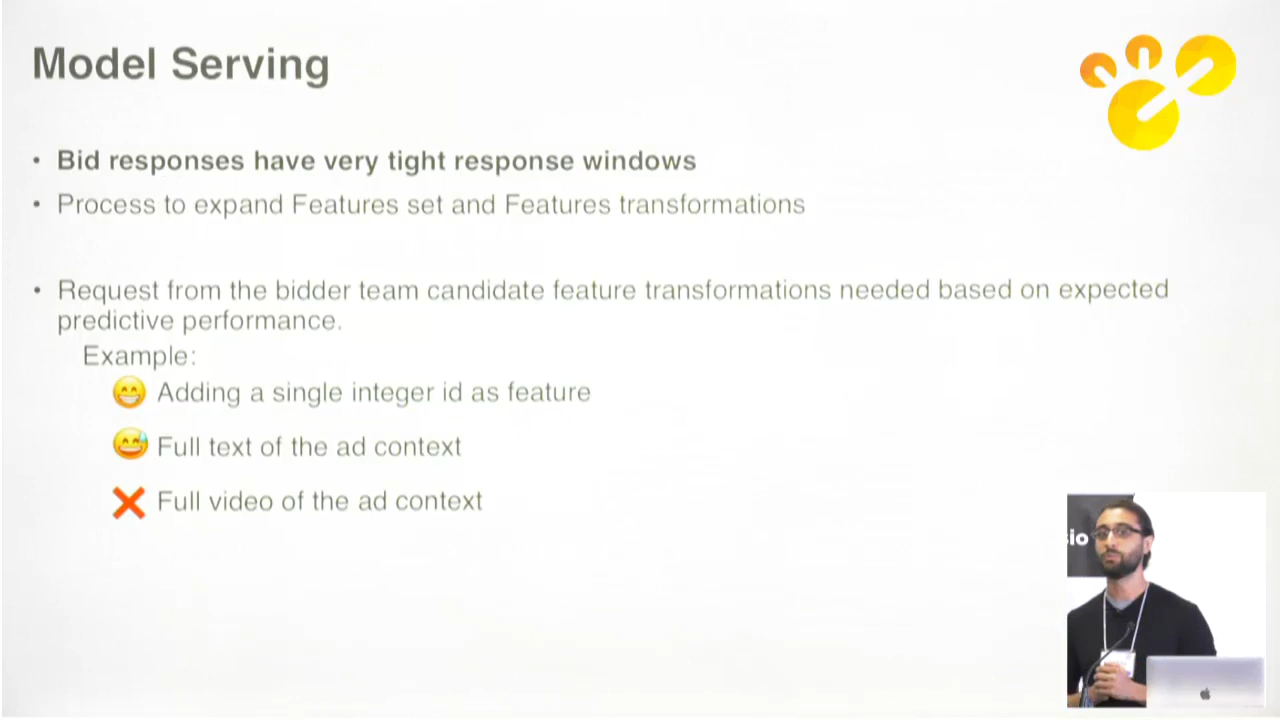 Model Serving
• Bid responses have very tight response windows
• Process to expand Features set and Features transformations
• Request from the bidder team candidate feature transformations needed based on expected
predictive performance.
Example:
😁 Adding a single integer id as feature
😅 Full text of the ad context
❌ Full video of the ad context
sio